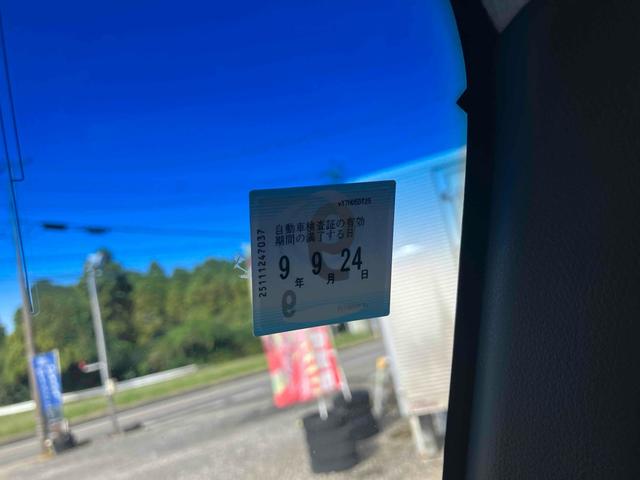 自動車検査証の有効
期間の満了する日
9年 9月 24日
25111247037